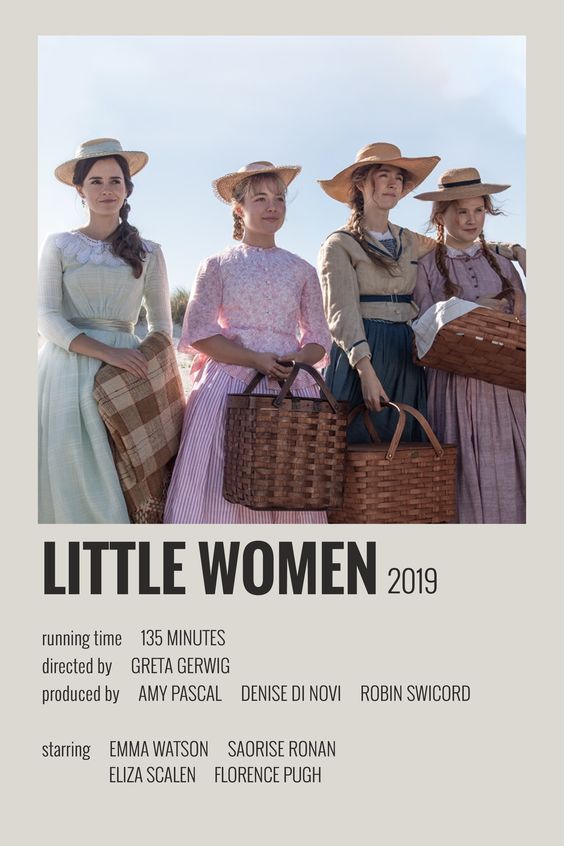 LITTLE WOMEN 2019
running time 135 MINUTES
directed by GRETA GERWIG
produced by AMY PASCAL DENISE DI NOVI ROBIN SWICORD
starring EMMA WATSON SAORISE RONAN
ELIZA SCALEN FLORENCE PUGH